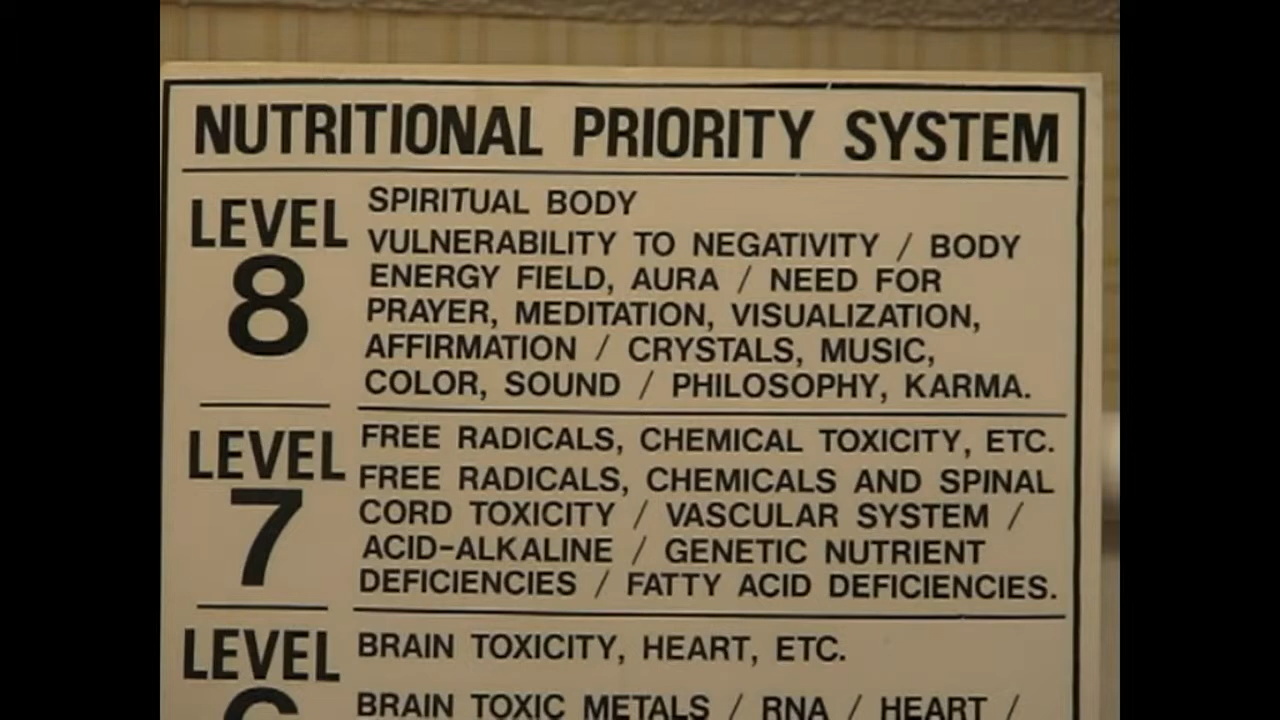 NUTRITIONAL PRIORITY SYSTEM
LEVEL
8
SPIRITUAL BODY
VULNERABILITY TO NEGATIVITY / BODY
ENERGY FIELD, AURA / NEED FOR
PRAYER, MEDITATION, VISUALIZATION,
AFFIRMATION / CRYSTALS, MUSIC,
COLOR, SOUND / PHILOSOPHY, KARMA.
LEVEL
7
FREE RADICALS, CHEMICAL TOXICITY, ETC.
FREE RADICALS, CHEMICALS AND SPINAL
CORD TOXICITY / VASCULAR SYSTEM /
ACID-ALKALINE / GENETIC NUTRIENT
DEFICIENCIES / FATTY ACID DEFICIENCIES.
LEVEL
BRAIN TOXICITY, HEART, ETC.
BRAIN TOXIC METALS / RNA / HEART /